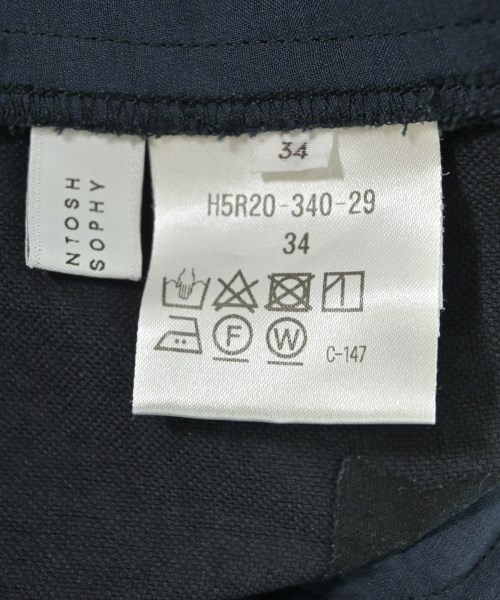 NTOSH
SOPHY
34
H5R20-340-29
34
F
W
C-147